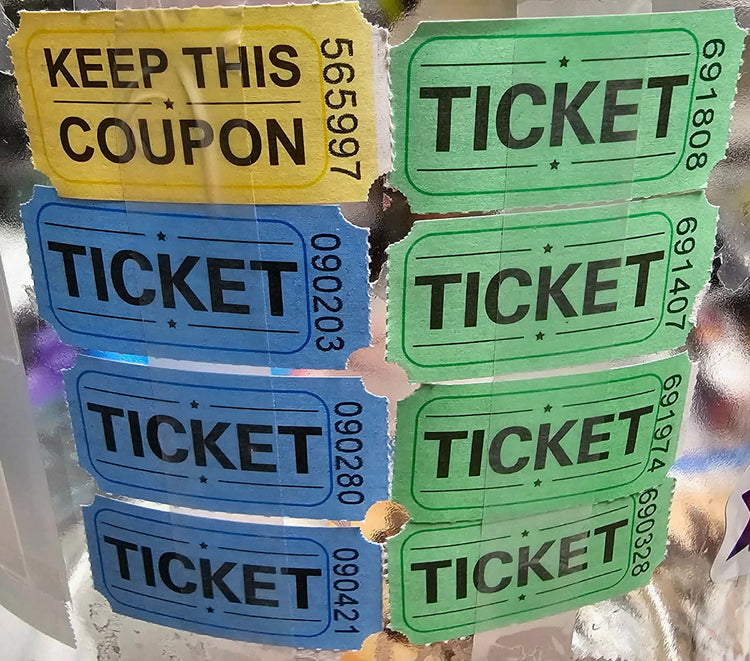 KEEP THIS
COUPON
565997
TICKET
090203
TICKET
090280
TICKET
090421
TICKET
691808
TICKET
691407
TICKET
691974
TICKET
690328